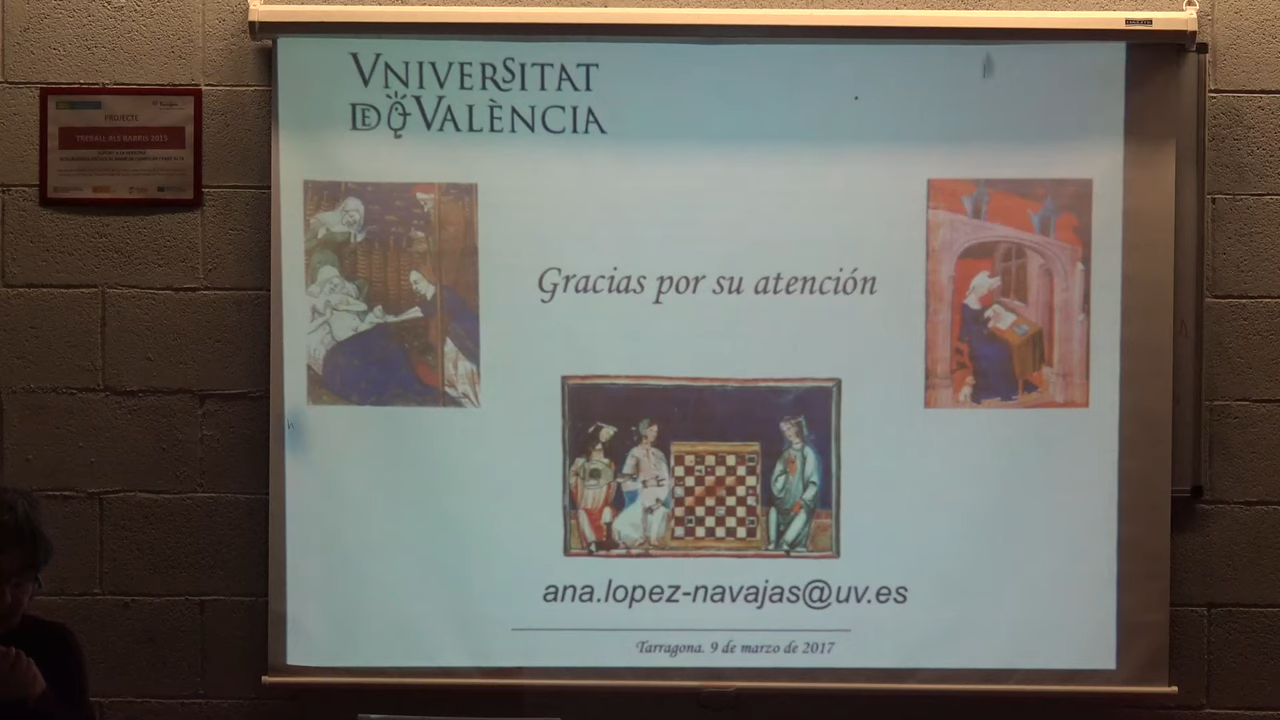 VNIVERSITAT
DE VALÈNCIA
PROJECTE
TREBALL ALS BARRIS 2015
Gracias por su atención
ana.lopez-navajas@uv.es
Tarragona. 9 de marzo de 2017